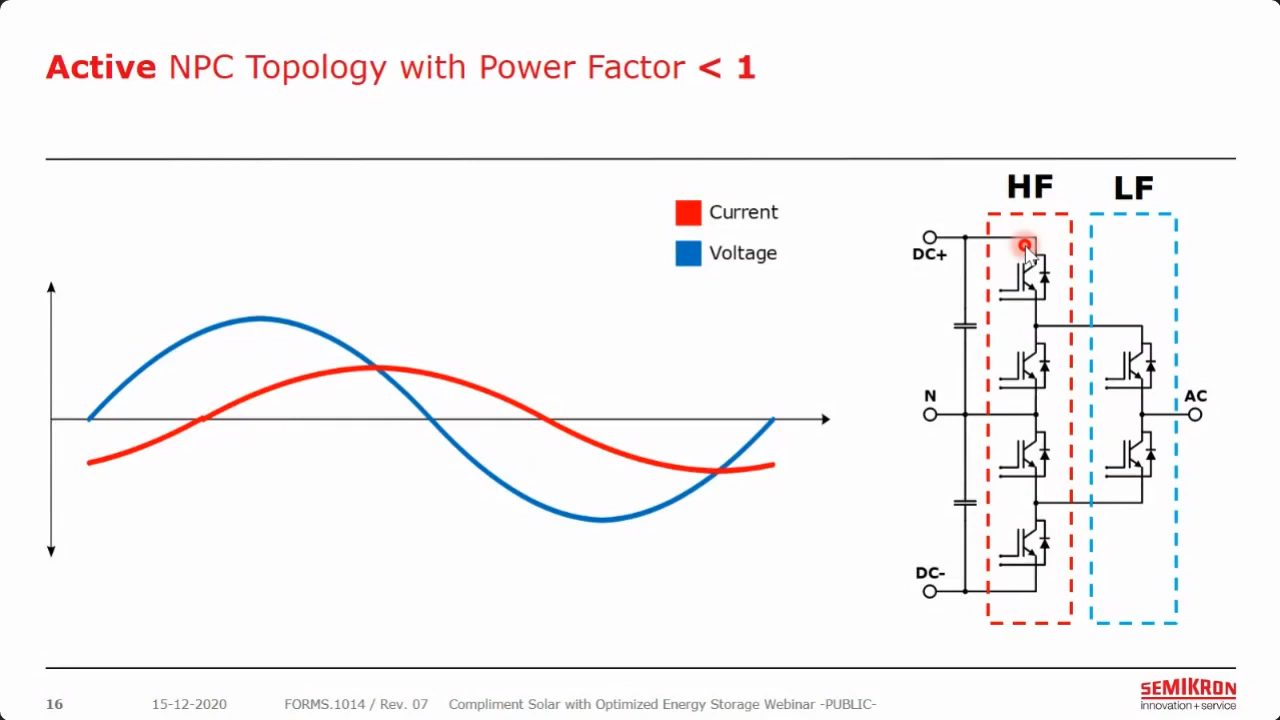 Active NPC Topology with Power Factor < 1
Current
Voltage
HF
LF
DC+
N
AC
DC-
16
15-12-2020
FORMS.1014 / Rev. 07
Compliment Solar with Optimized Energy Storage Webinar -PUBLIC-
SEMIKRON
innovation+service